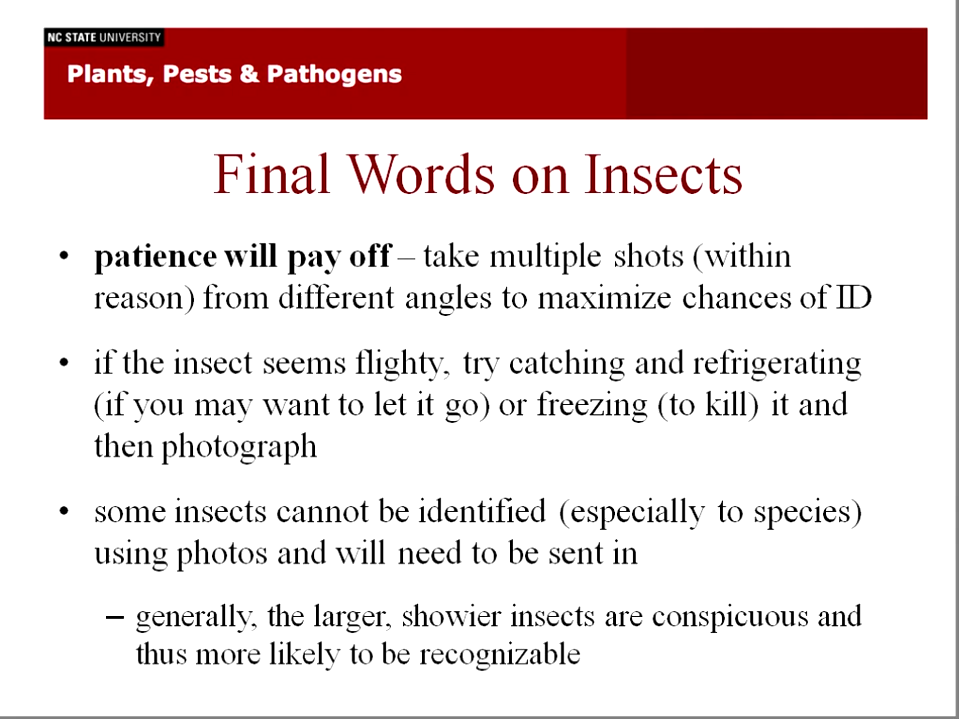 NC STATE UNIVERSITY
Plants, Pests & Pathogens
Final Words on Insects
• patience will pay off – take multiple shots (within
reason) from different angles to maximize chances of ID
• if the insect seems flighty, try catching and refrigerating
(if you may want to let it go) or freezing (to kill) it and
then photograph
• some insects cannot be identified (especially to species)
using photos and will need to be sent in
– generally, the larger, showier insects are conspicuous and
thus more likely to be recognizable